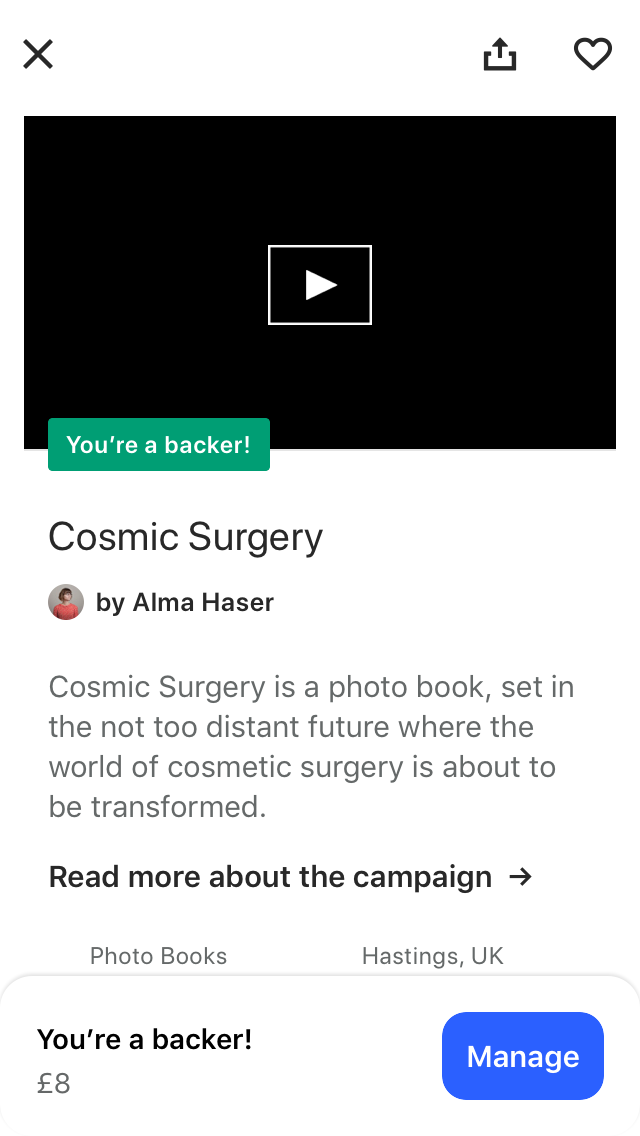 You’re a backer!
Cosmic Surgery
by Alma Haser
Cosmic Surgery is a photo book, set in
the not too distant future where the
world of cosmetic surgery is about to
be transformed.
Read more about the campaign →
Photo Books Hastings, UK
You’re a backer!
£8
Manage